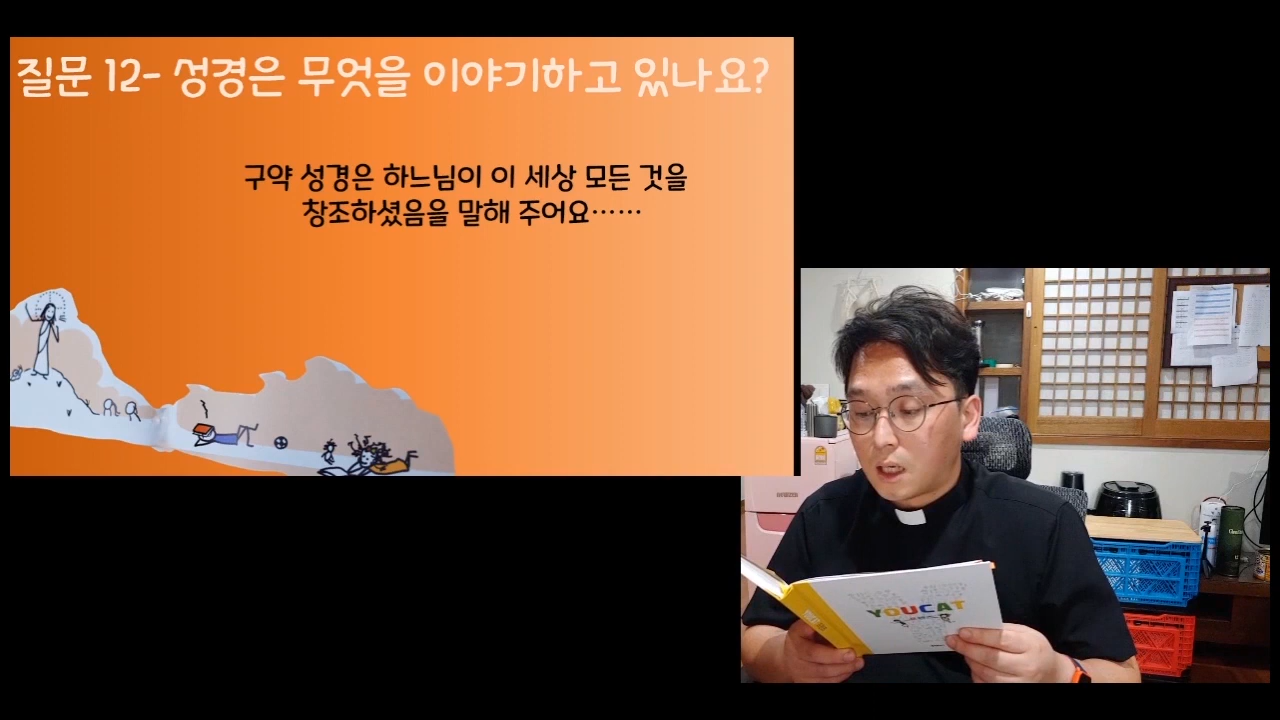 질문 12- 성경은 무엇을 이야기하고 있나요?
구약 성경은 하느님이 이 세상 모든 것을
창조하셨음을 말해 주어요……
YOUCAT